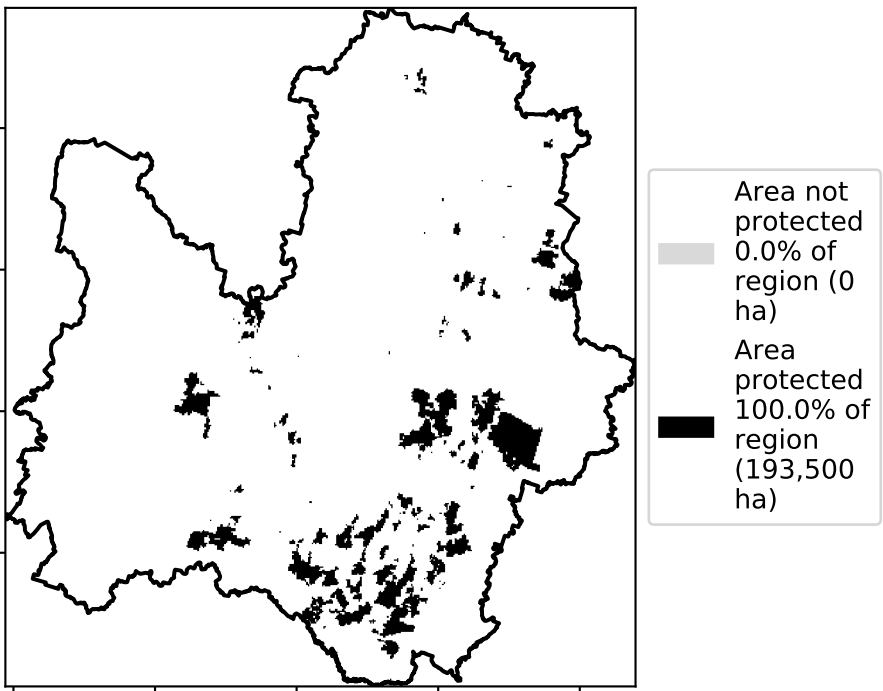 Area not
protected
0.0% of
region (0
ha)
Area
protected
100.0% of
region
(193,500
ha)